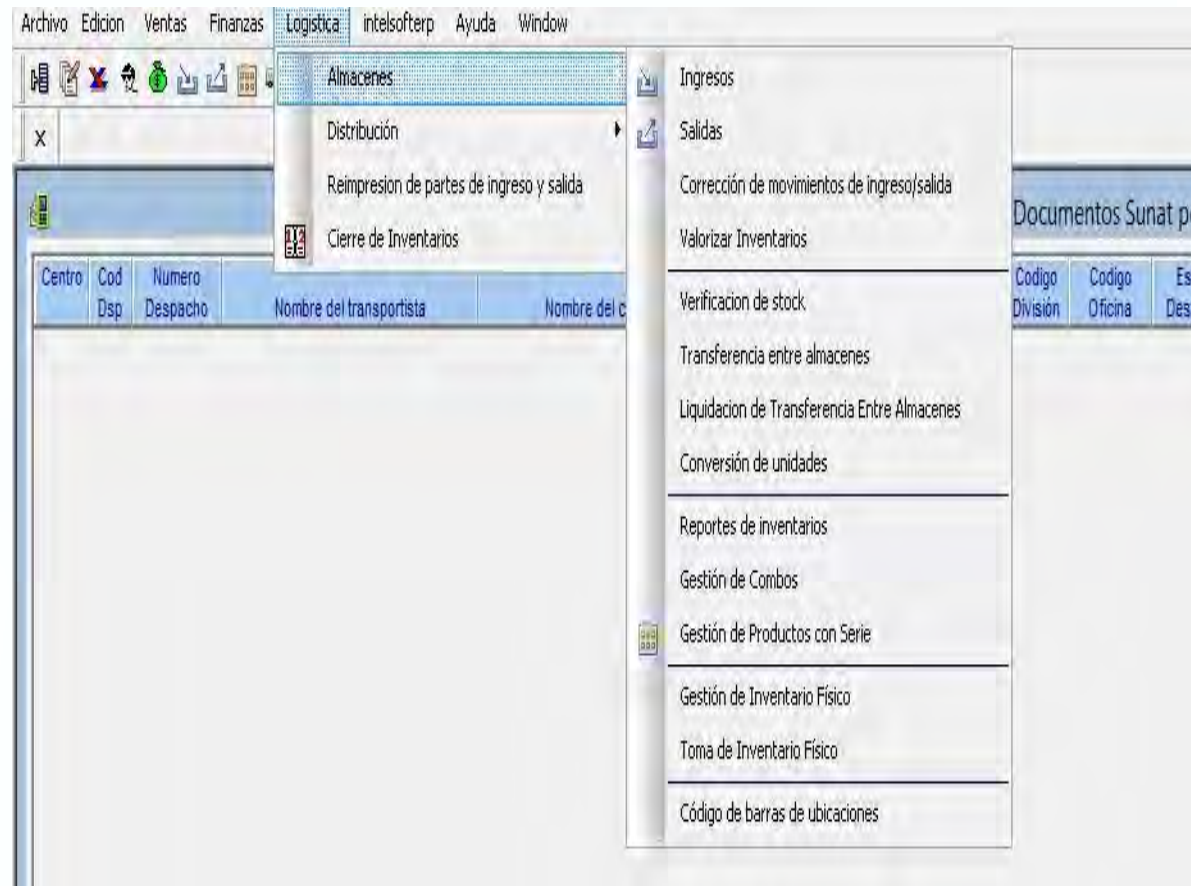 Archivo Edicion Ventas Finanzas Logistica intelsofterp Ayuda Window
Almacenes
Distribución
Reimpresion de partes de ingreso y salida
Cierre de Inventarios
Ingresos
Salidas
Corrección de movimientos de ingreso/salida
Valorizar Inventarios
Verificacion de stock
Transferencia entre almacenes
Liquidacion de Transferencia Entre Almacenes
Conversión de unidades
Reportes de inventarios
Gestión de Combos
Gestión de Productos con Serie
Gestión de Inventario Físico
Toma de Inventario Físico
Código de barras de ubicaciones
X
Documentos Sunat p
Centro Cod Numero Codigo Codigo Es
Dsp Despacho Nombre del transportista Nombre del c División Oficina Des